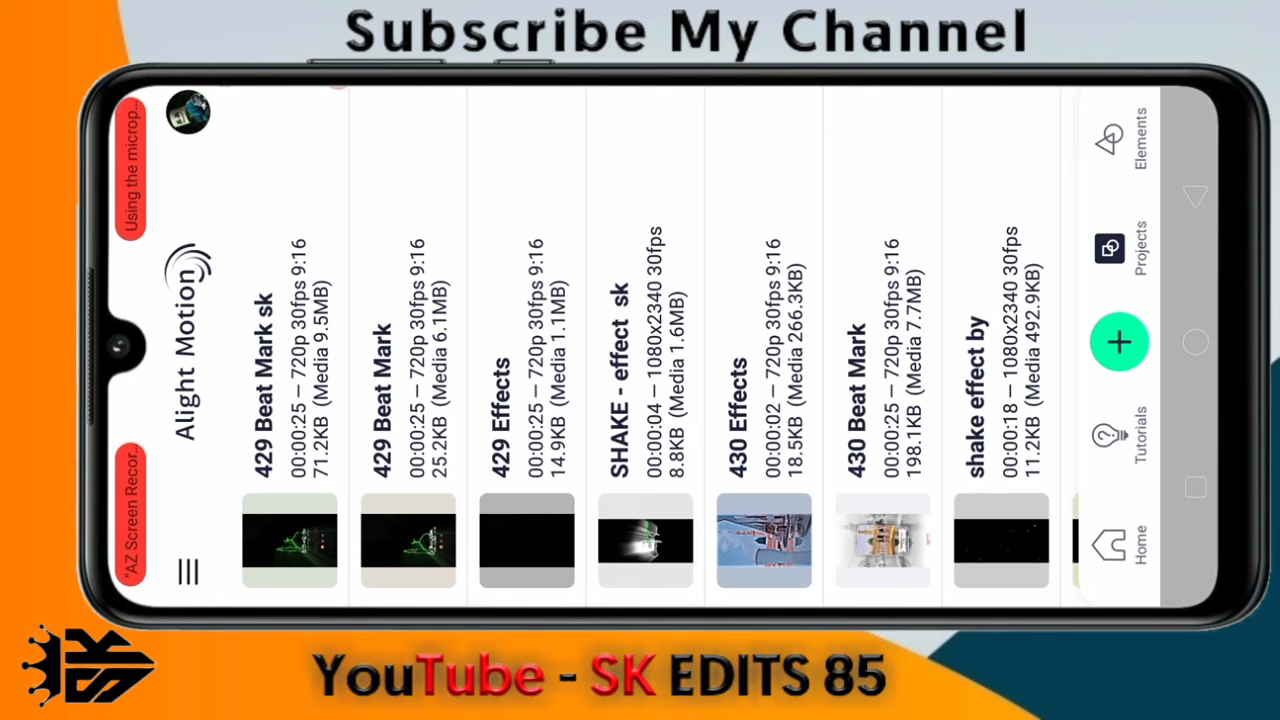 Subscribe My Channel
"AZ Screen Recor...
Using the microp...
Alight Motion
429 Beat Mark sk
00:00:25 – 720p 30fps 9:16
71.2KB (Media 9.5MB)
429 Beat Mark
00:00:25 – 720p 30fps 9:16
25.2KB (Media 6.1MB)
429 Effects
00:00:25 – 720p 30fps 9:16
14.9KB (Media 1.1MB)
SHAKE - effect sk
00:00:04 – 1080x2340 30fps
8.8KB (Media 1.6MB)
430 Effects
00:00:02 – 720p 30fps 9:16
18.5KB (Media 266.3KB)
430 Beat Mark
00:00:25 – 720p 30fps 9:16
198.1KB (Media 7.7MB)
shake effect by
00:00:18 – 1080x2340 30fps
11.2KB (Media 492.9KB)
Home
Tutorials
Projects
Elements
YouTube - SK EDITS 85